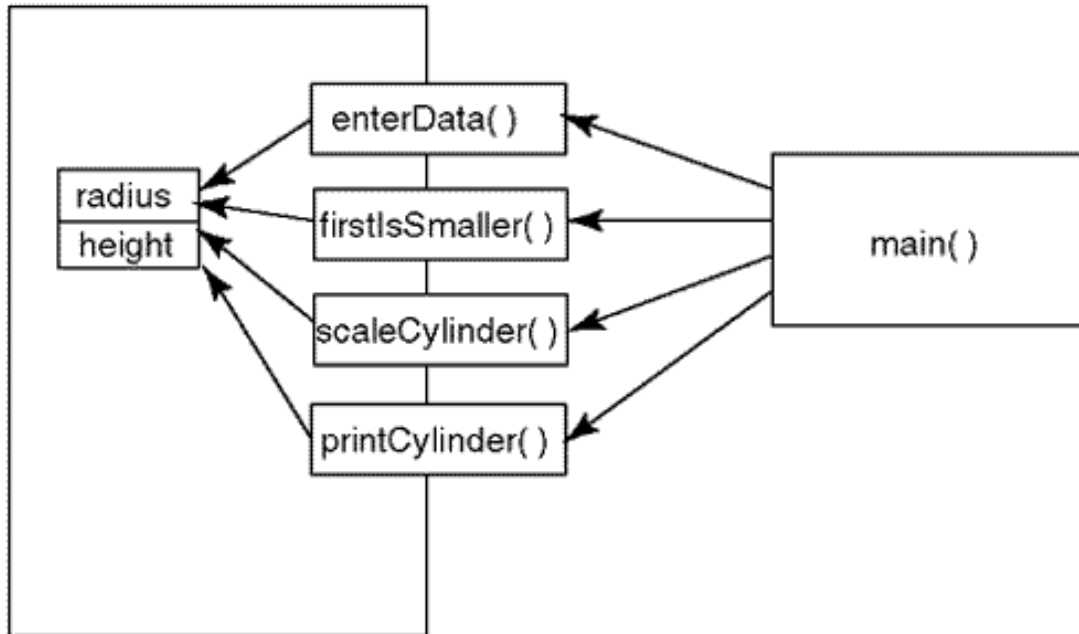 enterData( )
radius
firstIsSmaller( )
height
main( )
scaleCylinder( )
printCylinder( )